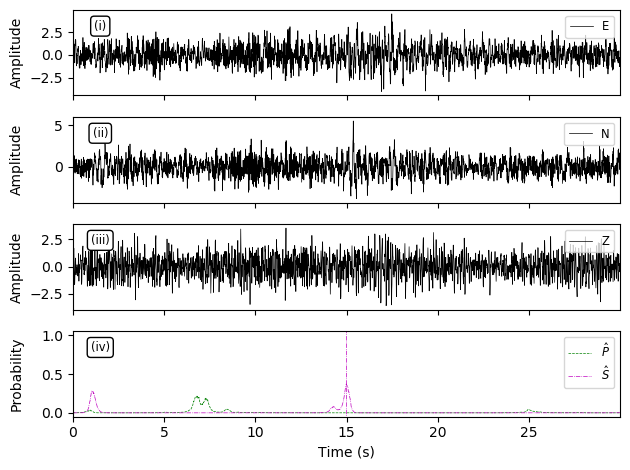 (i)
E
Amplitude
2.5
0.0
−2.5
(ii)
N
Amplitude
5
0
(iii)
Z
Amplitude
2.5
0.0
−2.5
(iv)
P̂
Ŝ
Probability
1.0
0.5
0.0
0 5 10 15 20 25
Time (s)